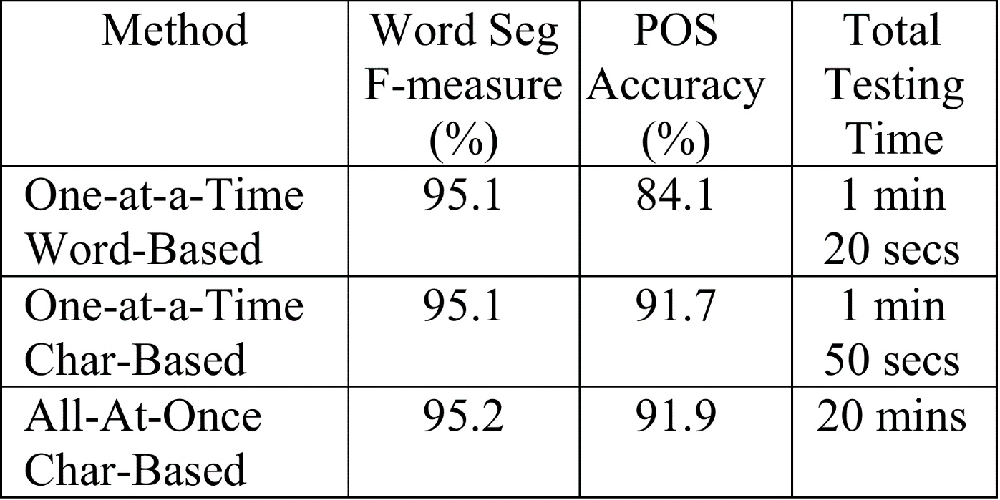 Method
Word Seg
F-measure
(%)
POS
Accuracy
(%)
Total
Testing
Time
One-at-a-Time
Word-Based
95.1
84.1
1 min
20 secs
One-at-a-Time
Char-Based
95.1
91.7
1 min
50 secs
All-At-Once
Char-Based
95.2
91.9
20 mins